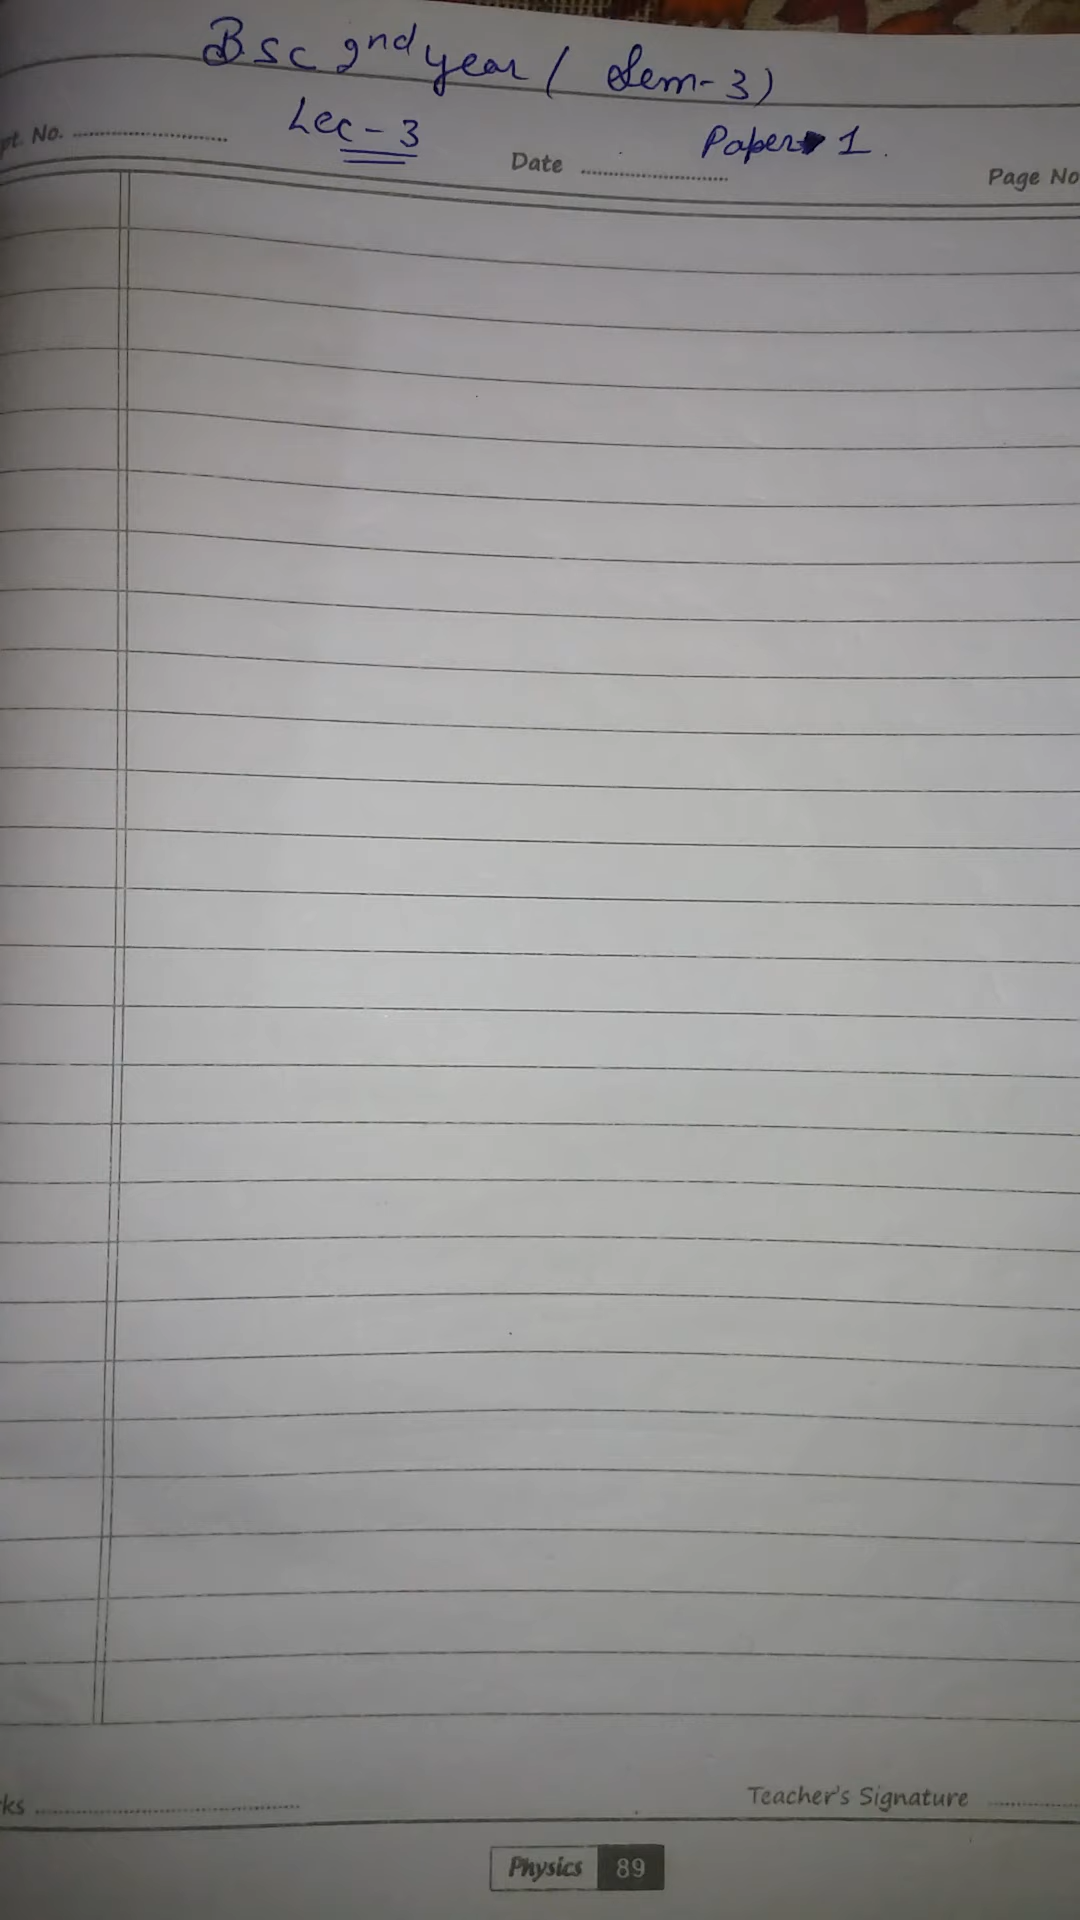 Bsc 2nd year ( Sem-3)
Lec-3
Paper 1.
pt. No. ..........
Date ..........
Page No
ks ..........
Teacher's Signature ..........
Physics 89